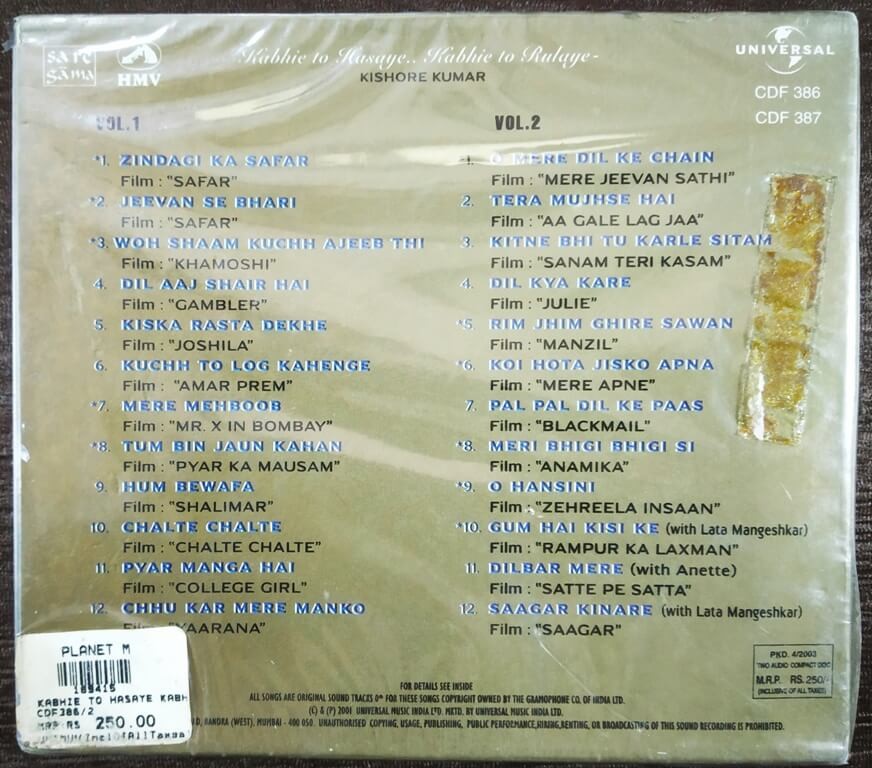 sa re
gama
HMV
Kabhie to Hasaye.. Kabhie to Rulaye-
KISHORE KUMAR
UNIVERSAL
CDF 386
CDF 387
VOL.1
*1. ZINDAGI KA SAFAR
Film : "SAFAR"
*2. JEEVAN SE BHARI
Film : "SAFAR"
*3. WOH SHAAM KUCHH AJEEB THI
Film : "KHAMOSHI"
4. DIL AAJ SHAIR HAI
Film : "GAMBLER"
5. KISKA RASTA DEKHE
Film : "JOSHILA"
6. KUCHH TO LOG KAHENGE
Film : "AMAR PREM"
*7. MERE MEHBOOB
Film : "MR. X IN BOMBAY"
*8. TUM BIN JAUN KAHAN
Film : "PYAR KA MAUSAM"
9. HUM BEWAFA
Film : "SHALIMAR"
10. CHALTE CHALTE
Film : "CHALTE CHALTE"
11. PYAR MANGA HAI
Film : "COLLEGE GIRL"
12. CHHU KAR MERE MANKO
Film : "YAARANA"
VOL.2
1. O MERE DIL KE CHAIN
Film : "MERE JEEVAN SATHI"
2. TERA MUJHSE HAI
Film : "AA GALE LAG JAA"
3. KITNE BHI TU KARLE SITAM
Film : "SANAM TERI KASAM"
4. DIL KYA KARE
Film : "JULIE"
*5. RIM JHIM GHIRE SAWAN
Film : "MANZIL"
*6. KOI HOTA JISKO APNA
Film : "MERE APNE"
7. PAL PAL DIL KE PAAS
Film : "BLACKMAIL"
*8. MERI BHIGI BHIGI SI
Film : "ANAMIKA"
*9. O HANSINI
Film : "ZEHREELA INSAAN"
*10. GUM HAI KISI KE (with Lata Mangeshkar)
Film : "RAMPUR KA LAXMAN"
11. DILBAR MERE (with Anette)
Film : "SATTE PE SATTA"
12. SAAGAR KINARE (with Lata Mangeshkar)
Film : "SAAGAR"
PKD. 4/2003
TWO AUDIO COMPACT DISC
M.R.P. RS. 250/-
(INCLUSIVE OF ALL TAXES)
PLANET M
189415
KABHIE TO HASAYE KABH
CDF386/2
MRP RS 250.00
FOR DETAILS SEE INSIDE
ALL SONGS ARE ORIGINAL SOUND TRACKS * FOR THESE SONGS COPYRIGHT OWNED BY THE GRAMOPHONE CO. OF INDIA LTD.
(C) & (P) 2001 UNIVERSAL MUSIC INDIA LTD. MKTD. BY UNIVERSAL MUSIC INDIA LTD.
BANDRA (WEST), MUMBAI - 400 050. UNAUTHORISED COPYING, USAGE, PUBLISHING, PUBLIC PERFORMANCE,HIRING,RENTING, OR BROADCASTING OF THIS SOUND RECORDING IS PROHIBITED.